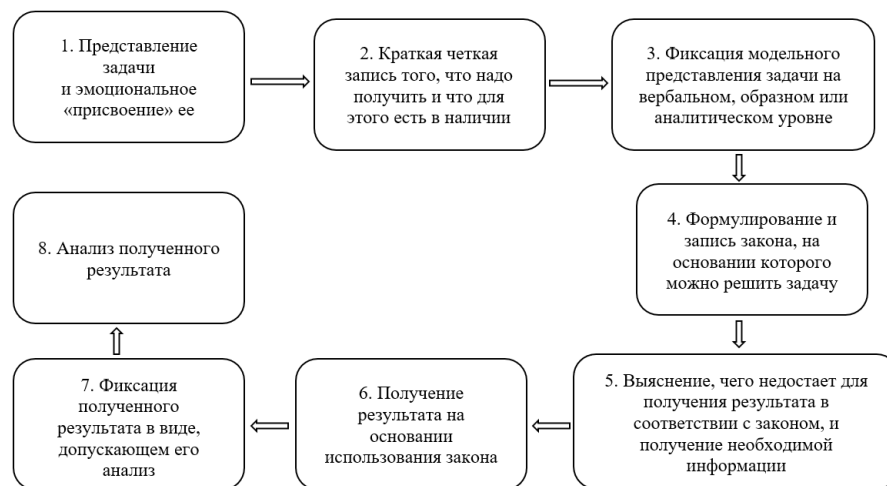 1. Представление
задачи
и эмоциональное
«присвоение» ее
2. Краткая четкая
запись того, что надо
получить и что для
этого есть в наличии
3. Фиксация модельного
представления задачи на
вербальном, образном или
аналитическом уровне
4. Формулирование и
запись закона, на
основании которого
можно решить задачу
5. Выяснение, чего недостает для
получения результата в
соответствии с законом, и
получение необходимой
информации
6. Получение
результата на
основании
использования закона
7. Фиксация
полученного
результата в виде,
допускающем его
анализ
8. Анализ полученного
результата